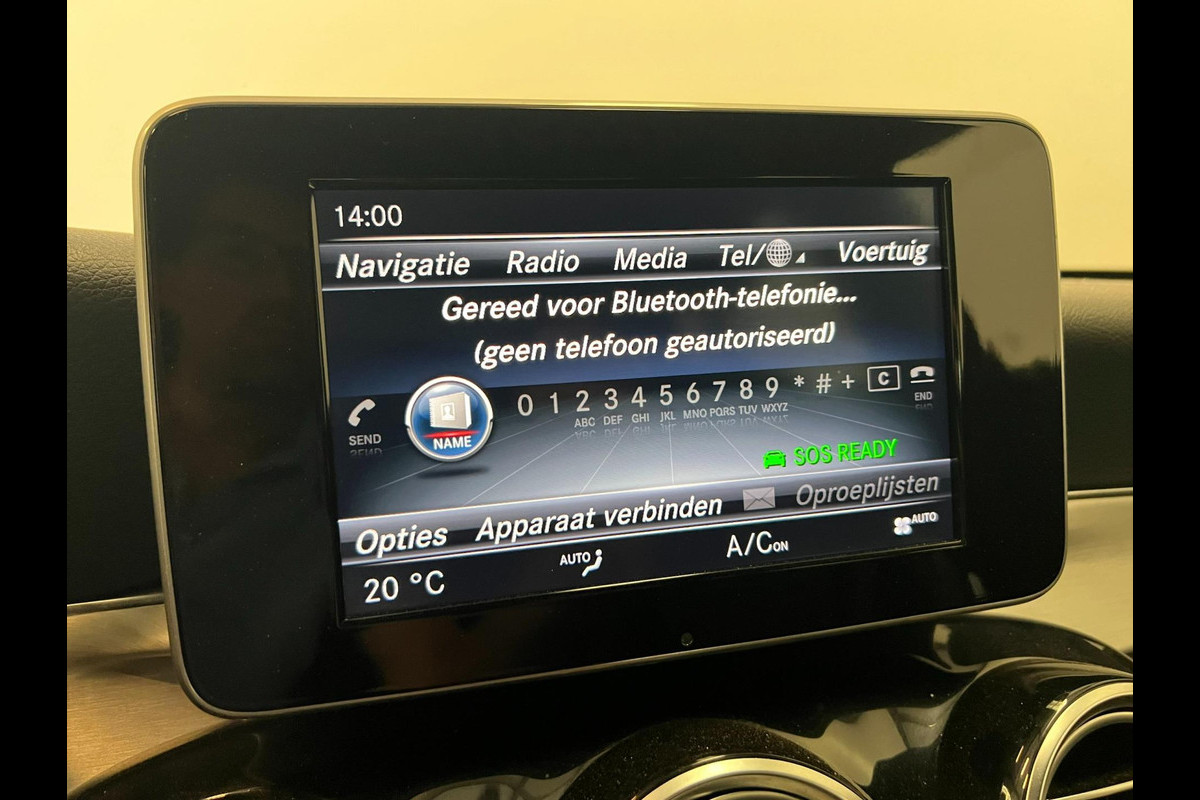 14:00
Navigatie Radio Media Tel/ Voertuig
Gereed voor Bluetooth-telefonie...
(geen telefoon geautoriseerd)
SEND NAME 0 1 2 3 4 5 6 7 8 9 * # + C END
ABC DEF GHI JKL MNO PQRS TUV WXYZ
SOS READY
Opties Apparaat verbinden Oproeplijsten
20 °C AUTO A/C ON AUTO